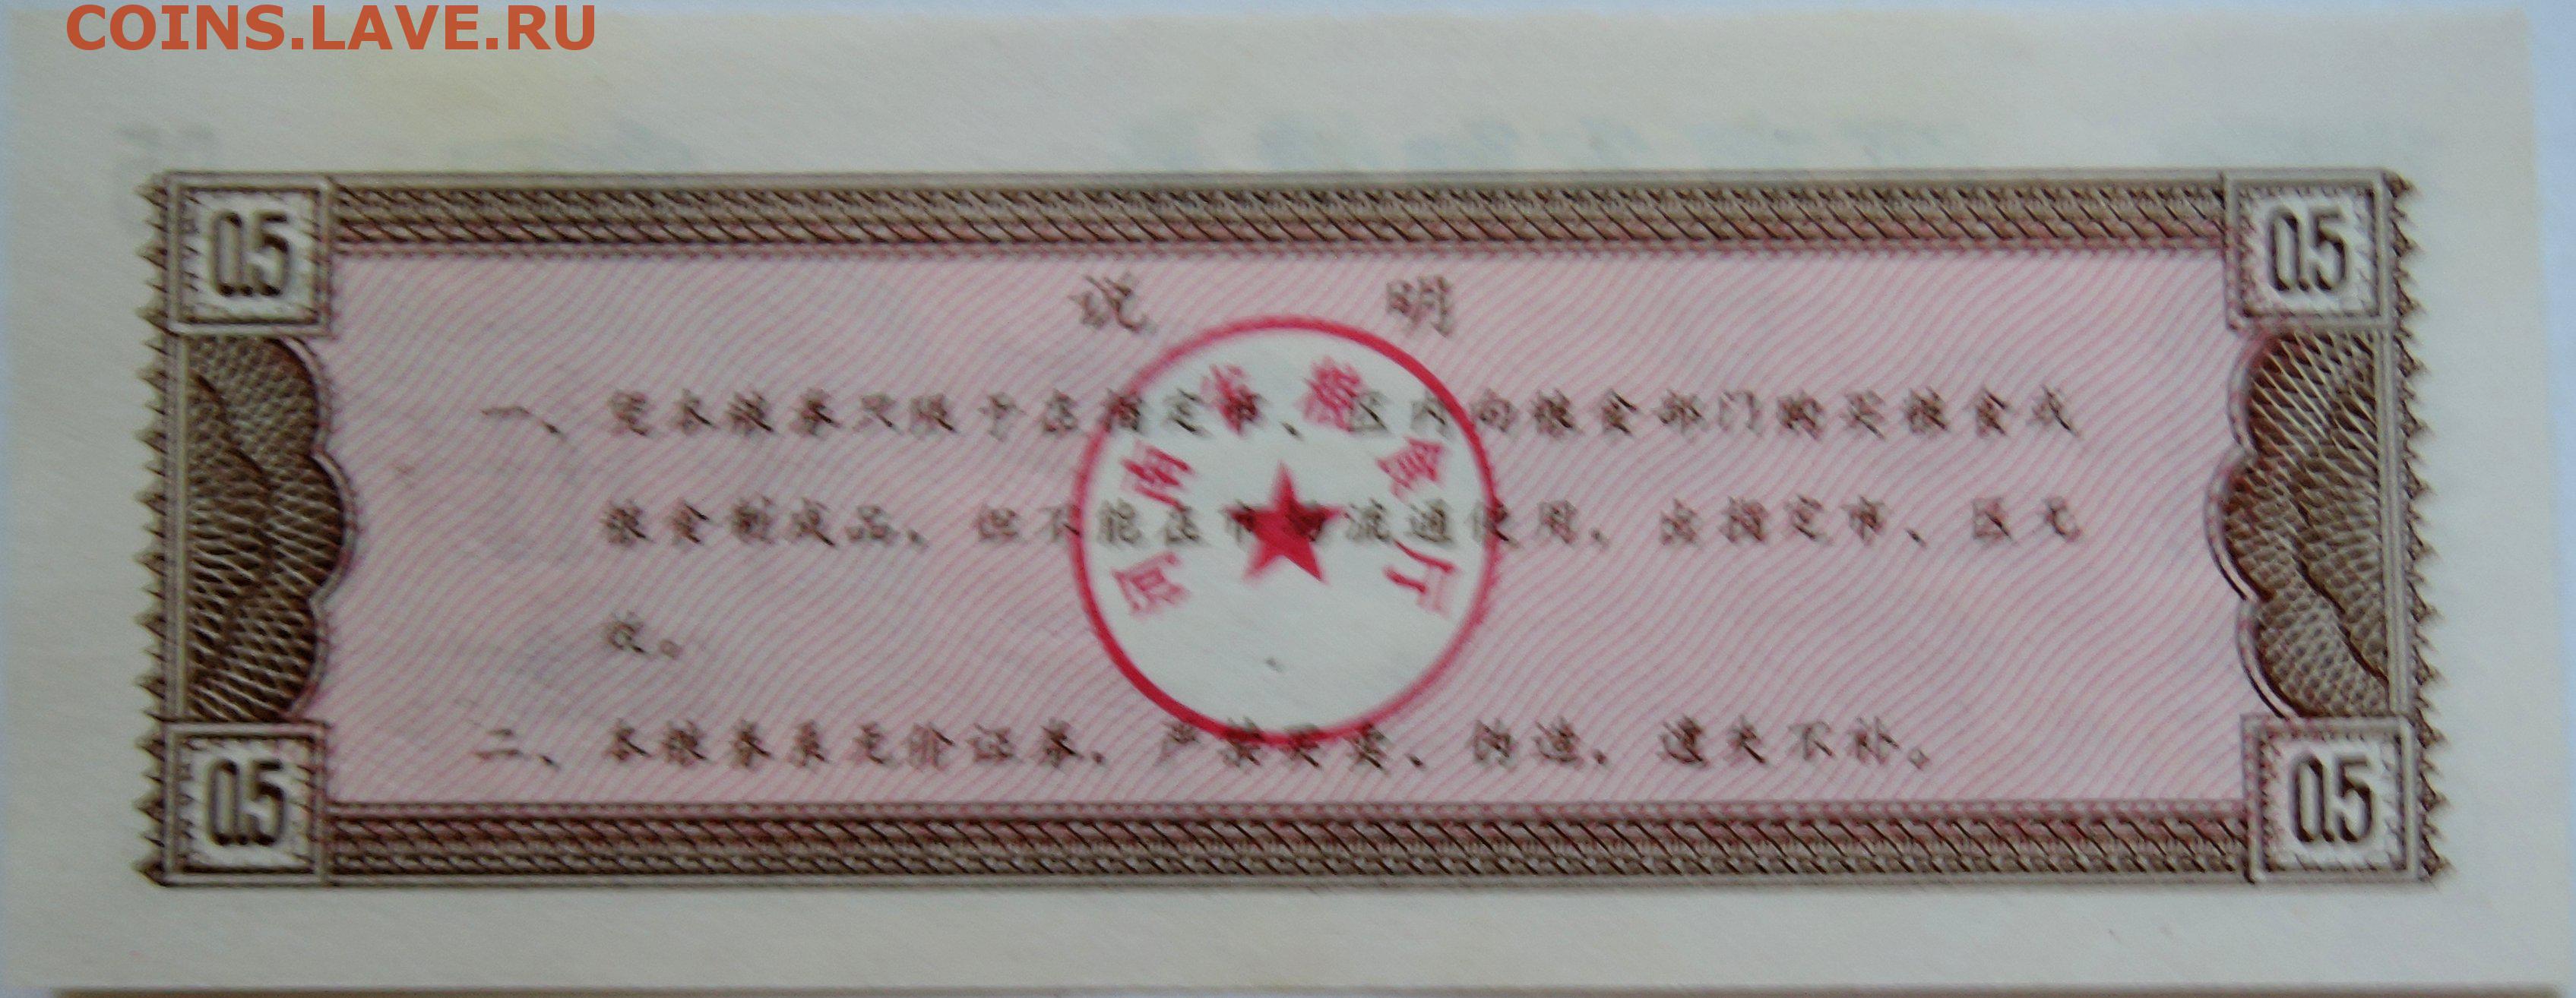 COINS.LAVE.RU
0.5
0.5
说 明
一、凭本粮券只限于在指定市、区内向粮食部门购买粮食或
粮食制成品，但不能在市场流通使用，出指定市、区无
效。
二、本粮券系无价证券，严禁买卖、伪造，遗失不补。
河南省粮食厅
0.5
0.5